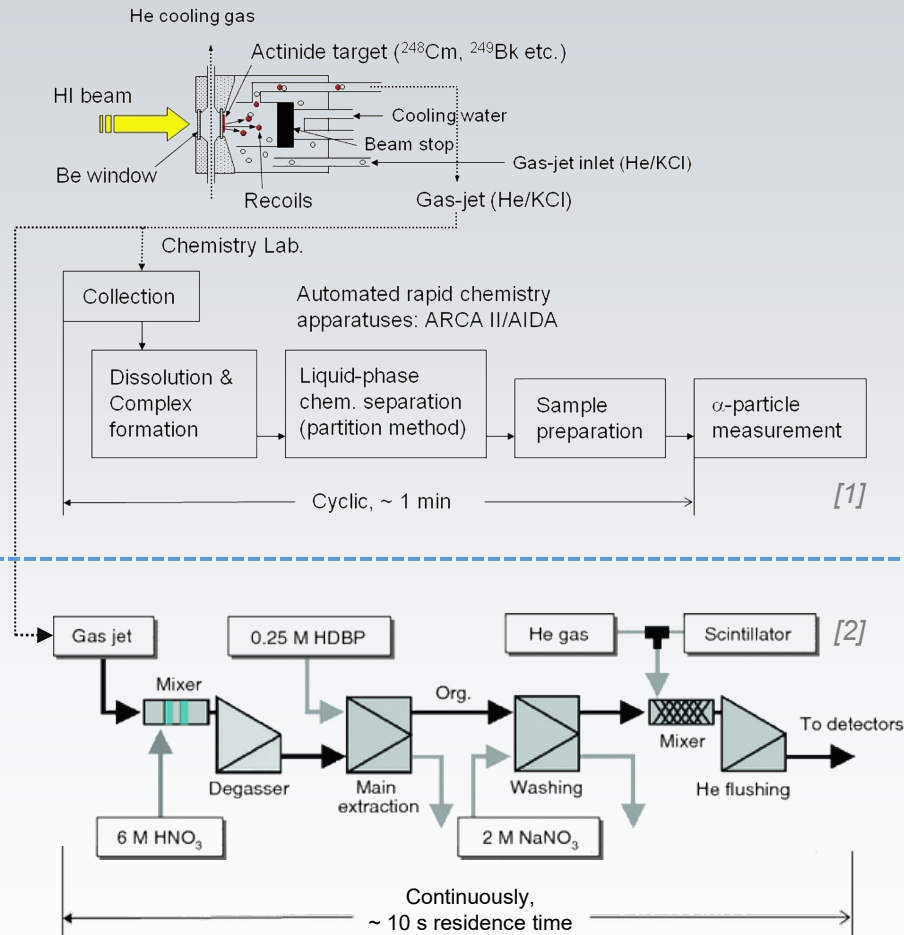 He cooling gas
Actinide target (²⁴⁸Cm, ²⁴⁹Bk etc.)
HI beam
Cooling water
Beam stop
Gas-jet inlet (He/KCl)
Be window
Recoils
Gas-jet (He/KCl)
Chemistry Lab.
Collection
Automated rapid chemistry
apparatuses: ARCA II/AIDA
Dissolution &
Complex
formation
Liquid-phase
chem. separation
(partition method)
Sample
preparation
α-particle
measurement
Cyclic, ~ 1 min
[1]
Gas jet
0.25 M HDBP
He gas
Scintillator
[2]
Mixer
Org.
Mixer
To detectors
Degasser
Main
extraction
Washing
He flushing
6 M HNO₃
2 M NaNO₃
Continuously,
~ 10 s residence time